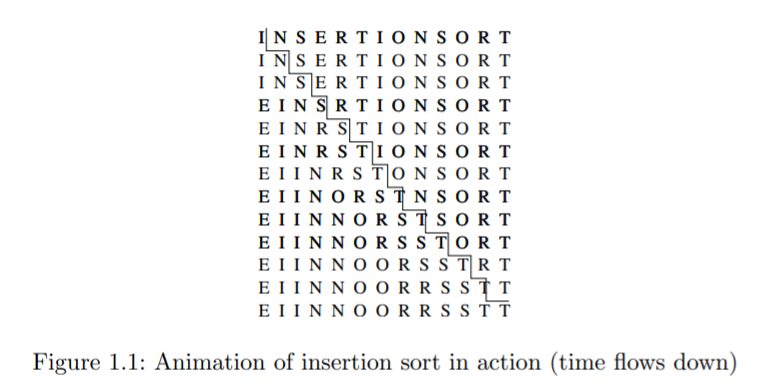 I N S E R T I O N S O R T
I N S E R T I O N S O R T
I N S E R T I O N S O R T
E I N S R T I O N S O R T
E I N R S T I O N S O R T
E I N R S T I O N S O R T
E I I N R S T O N S O R T
E I I N O R S T N S O R T
E I I N N O R S T S O R T
E I I N N O R S S T O R T
E I I N N O O R S S T R T
E I I N N O O R R S S T T
E I I N N O O R R S S T T
Figure 1.1: Animation of insertion sort in action (time flows down)